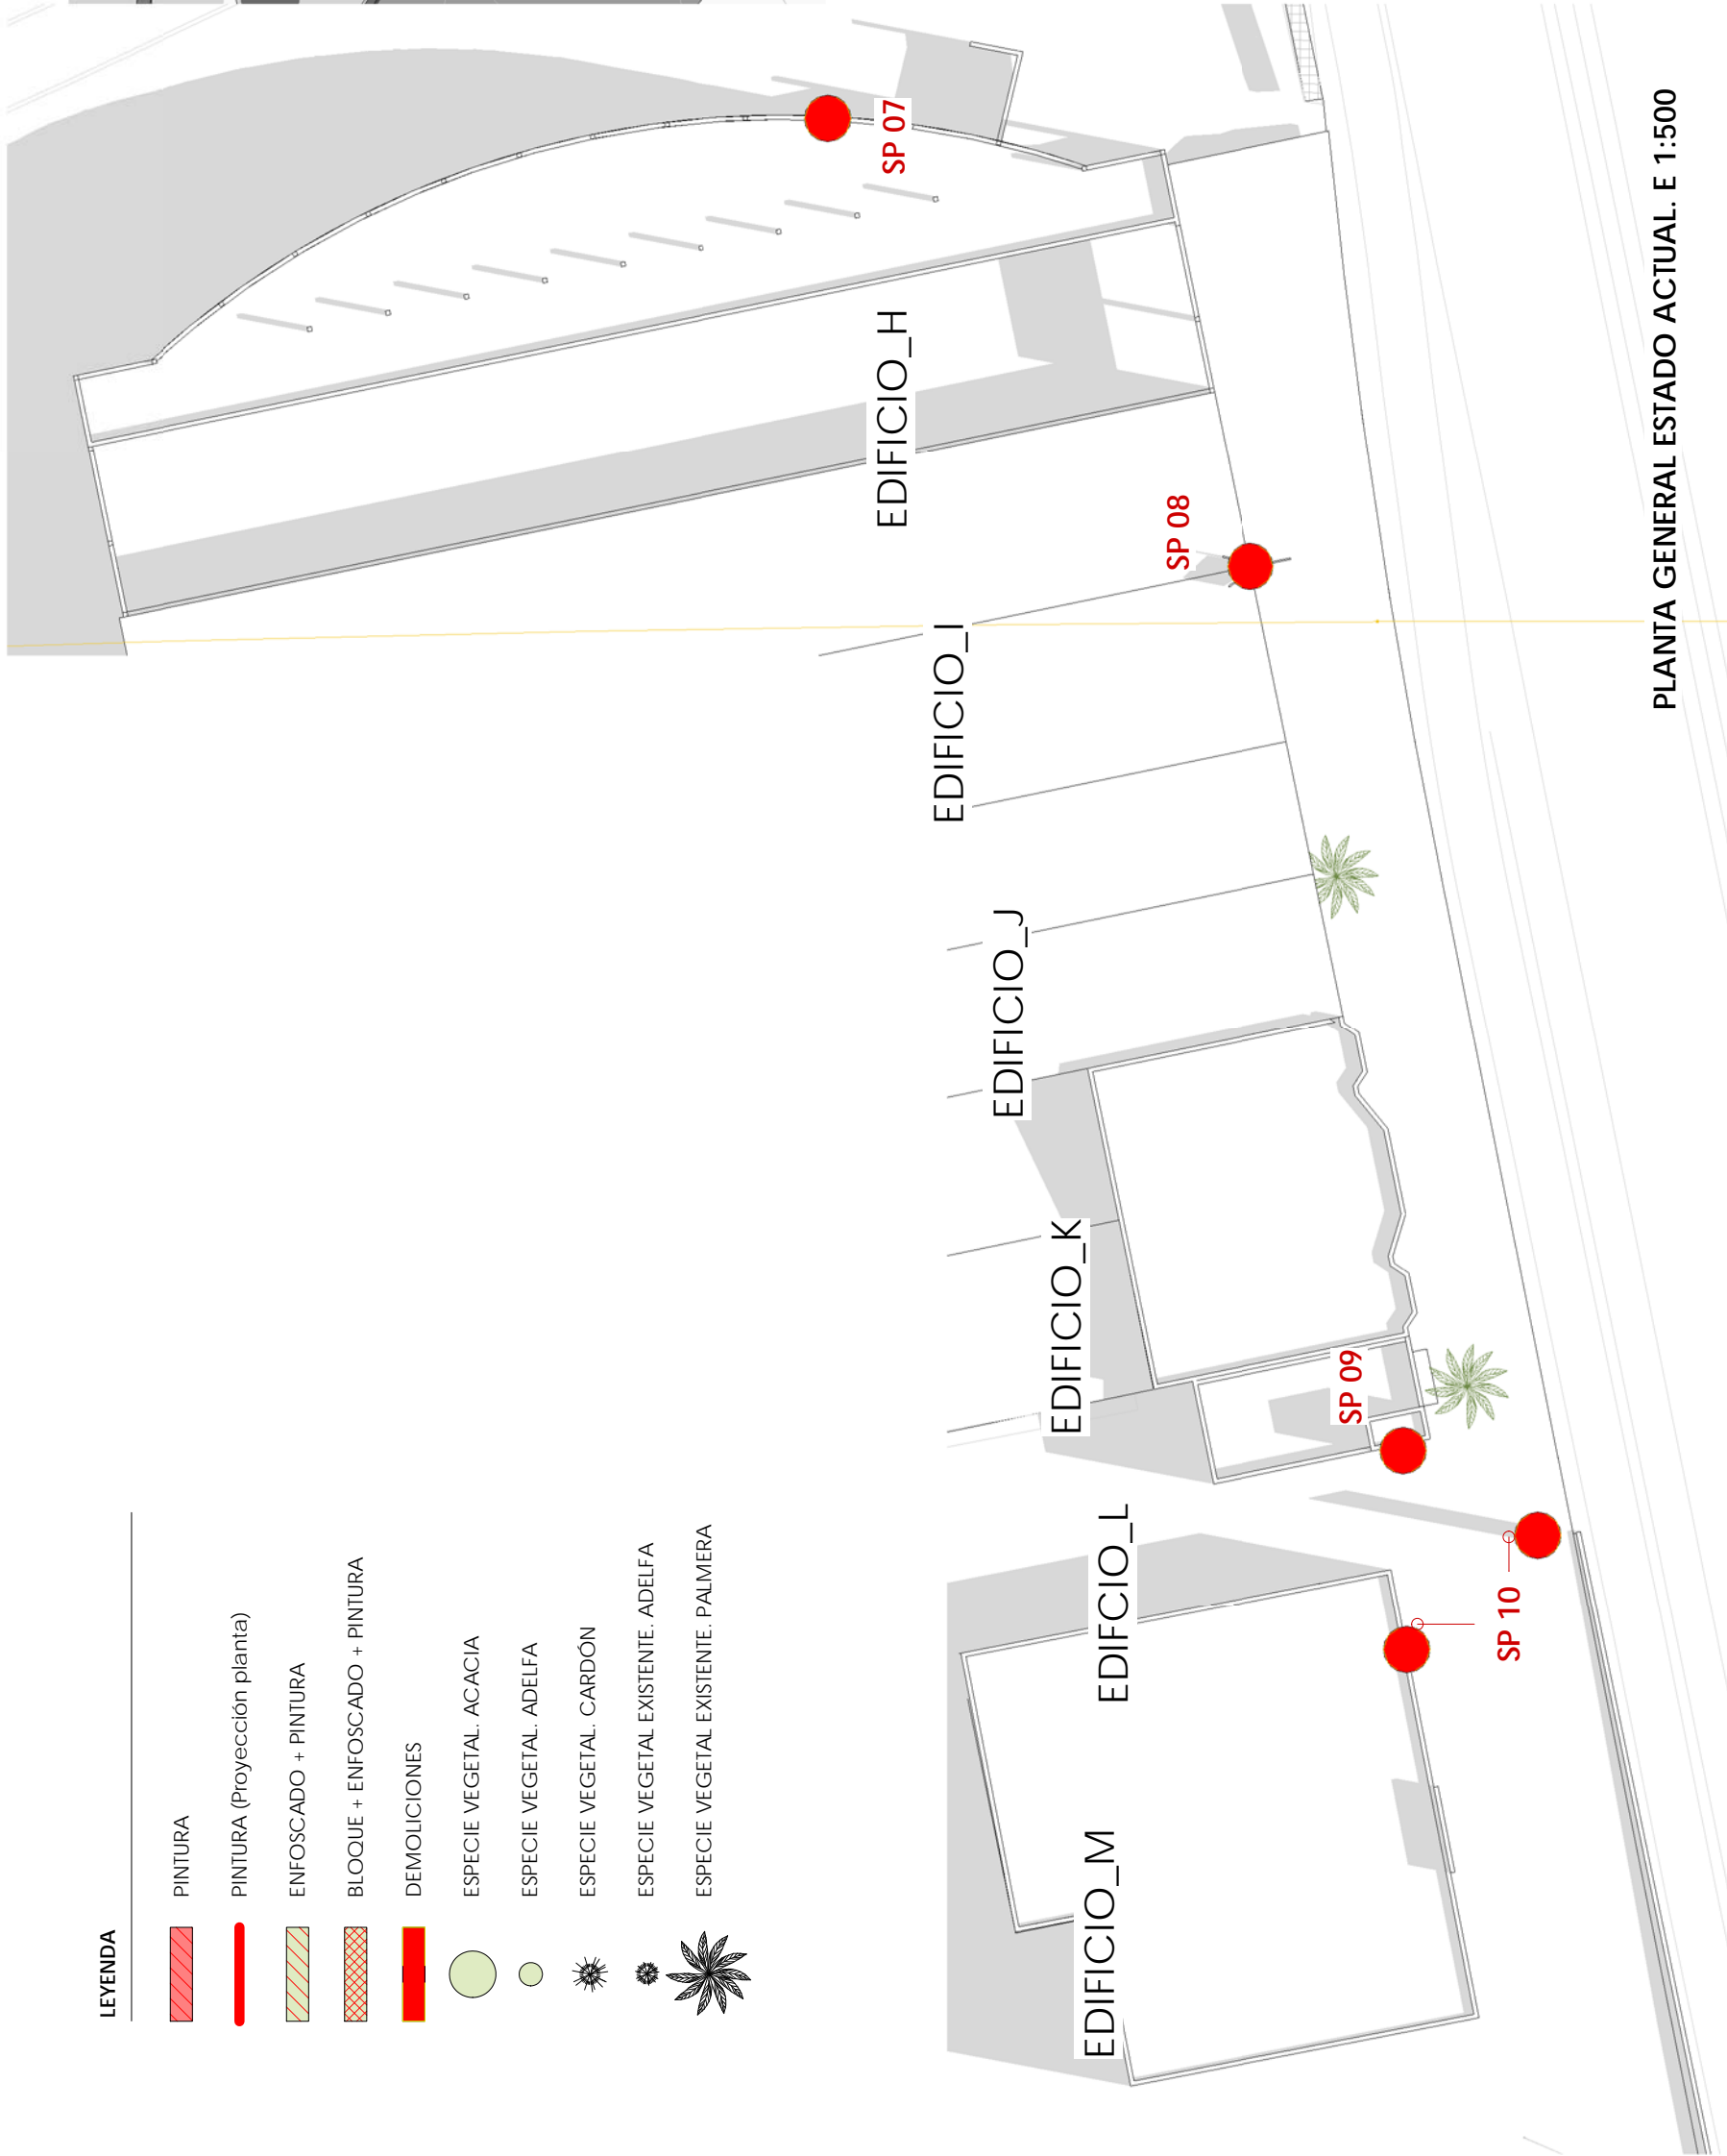 LEYENDA
PINTURA
PINTURA (Proyección planta)
ENFOSCADO + PINTURA
BLOQUE + ENFOSCADO + PINTURA
DEMOLICIONES
ESPECIE VEGETAL. ACACIA
ESPECIE VEGETAL. ADELFA
ESPECIE VEGETAL. CARDÓN
ESPECIE VEGETAL EXISTENTE. ADELFA
ESPECIE VEGETAL EXISTENTE. PALMERA
EDIFICIO_M
EDIFCIO_L
EDIFICIO_K
EDIFICIO_J
EDIFICIO_I
EDIFICIO_H
SP 07
SP 08
SP 09
SP 10
PLANTA GENERAL ESTADO ACTUAL. E 1:500